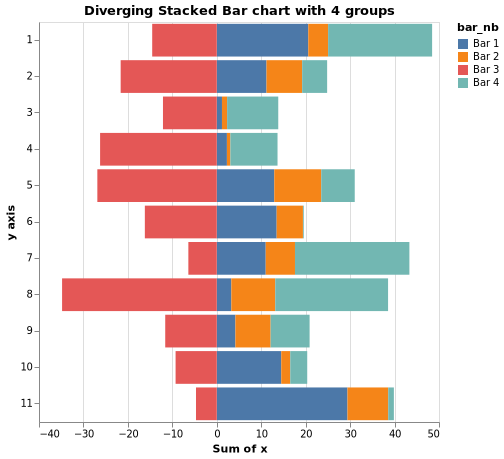 Diverging Stacked Bar chart with 4 groups
bar_nb
Bar 1
Bar 2
Bar 3
Bar 4
y axis
1
2
3
4
5
6
7
8
9
10
11
−40 −30 −20 −10 0 10 20 30 40 50
Sum of x